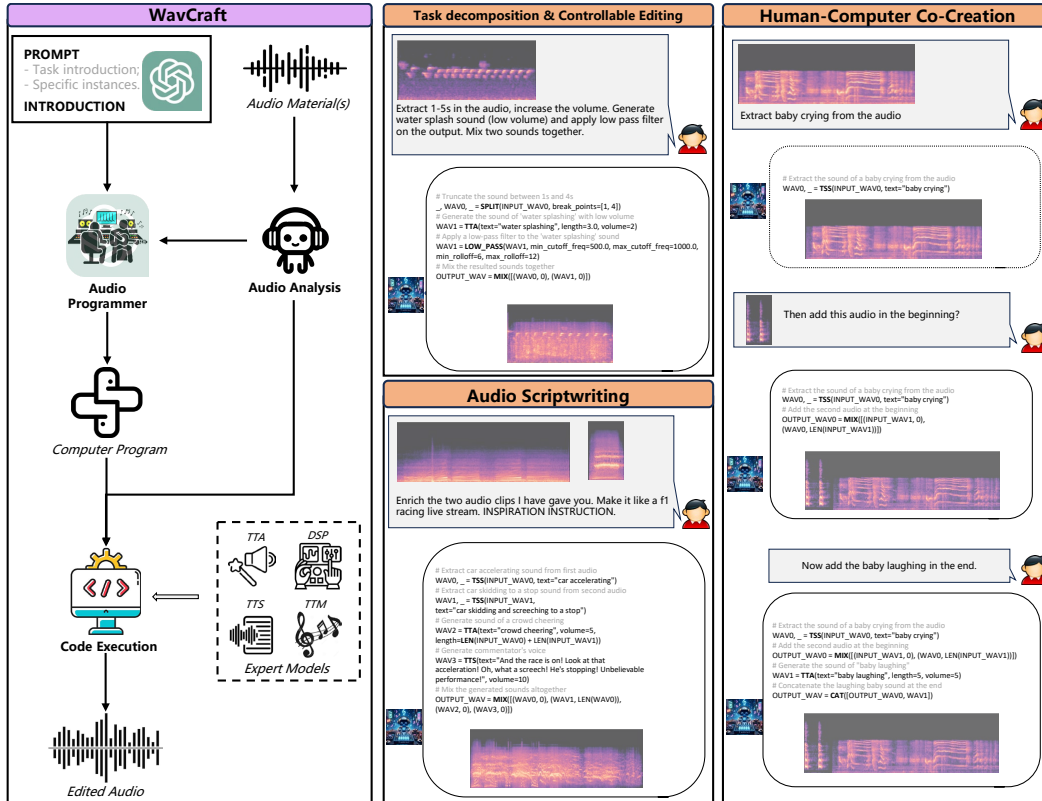 WavCraft
PROMPT
- Task introduction;
- Specific instances.
INTRODUCTION
Audio Material(s)
Audio
Programmer
Audio Analysis
Computer Program
TTA
DSP
TTS
TTM
Expert Models
Code Execution
Edited Audio
Task decomposition & Controllable Editing
Extract 1-5s in the audio, increase the volume. Generate
water splash sound (low volume) and apply low pass filter
on the output. Mix two sounds together.
# Truncate the sound between 1s and 4s
_, WAV0, _ = SPLIT(INPUT_WAV0, break_points=[1, 4])
# Generate the sound of 'water splashing' with low volume
WAV1 = TTA(text="water splashing", length=3.0, volume=2)
# Apply a low-pass filter to the 'water splashing' sound
WAV1 = LOW_PASS(WAV1, min_cutoff_freq=500.0, max_cutoff_freq=1000.0,
min_rolloff=6, max_rolloff=12)
# Mix the resulted sounds together
OUTPUT_WAV = MIX([(WAV0, 0), (WAV1, 0)])
Audio Scriptwriting
Enrich the two audio clips I have gave you. Make it like a f1
racing live stream. INSPIRATION INSTRUCTION.
# Extract car accelerating sound from first audio
WAV0, _ = TSS(INPUT_WAV0, text="car accelerating")
# Extract car skidding to a stop sound from second audio
WAV1, _ = TSS(INPUT_WAV1,
text="car skidding and screeching to a stop")
# Generate sound of a crowd cheering
WAV2 = TTA(text="crowd cheering", volume=5,
length=LEN(INPUT_WAV0) + LEN(INPUT_WAV1))
# Generate commentator's voice
WAV3 = TTS(text="And the race is on! Look at that
acceleration! Oh, what a screech! He's stopping! Unbelievable
performance!", volume=10)
# Mix the generated sounds altogether
OUTPUT_WAV = MIX([(WAV0, 0), (WAV1, LEN(WAV0)),
(WAV2, 0), (WAV3, 0)])
Human-Computer Co-Creation
Extract baby crying from the audio
# Extract the sound of a baby crying from the audio
WAV0, _ = TSS(INPUT_WAV0, text="baby crying")
Then add this audio in the beginning?
# Extract the sound of a baby crying from the audio
WAV0, _ = TSS(INPUT_WAV0, text="baby crying")
# Add the second audio at the beginning
OUTPUT_WAV0 = MIX([(INPUT_WAV1, 0),
(WAV0, LEN(INPUT_WAV1))])
Now add the baby laughing in the end.
# Extract the sound of a baby crying from the audio
WAV0, _ = TSS(INPUT_WAV0, text="baby crying")
# Add the second audio at the beginning
OUTPUT_WAV0 = MIX([(INPUT_WAV1, 0), (WAV0, LEN(INPUT_WAV1))])
# Generate the sound of "baby laughing"
WAV1 = TTA(text="baby laughing", length=5, volume=5)
# Concatenate the laughing baby sound at the end
OUTPUT_WAV = CAT([OUTPUT_WAV0, WAV1])